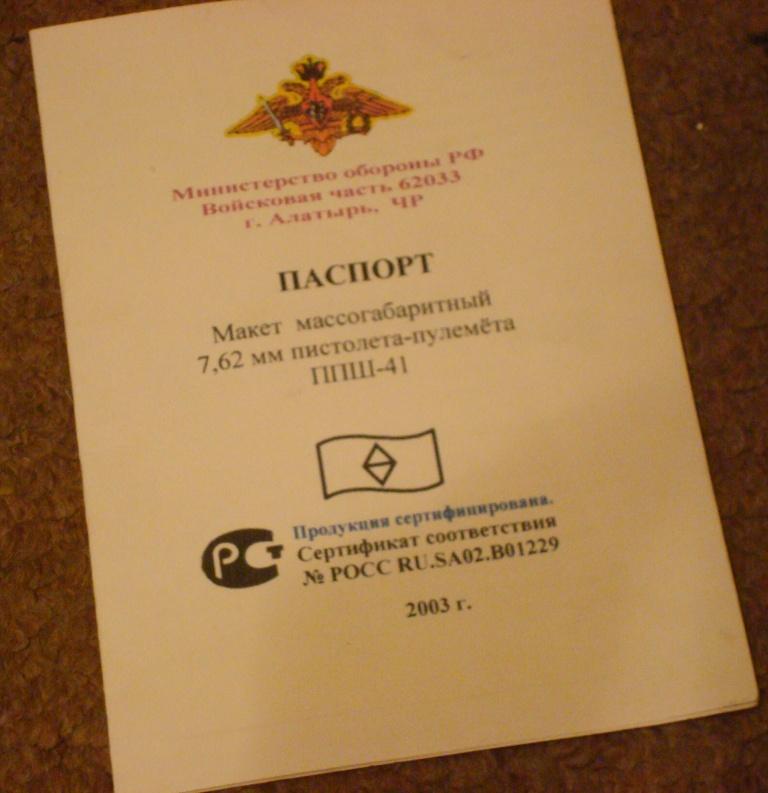 Министерство обороны РФ
Войсковая часть 62033
г. Алатырь, ЧР
ПАСПОРТ
Макет массогабаритный
7,62 мм пистолета-пулемёта
ППШ-41
Продукция сертифицирована.
РСТ
Сертификат соответствия
№ РОСС RU.SA02.B01229
2003 г.